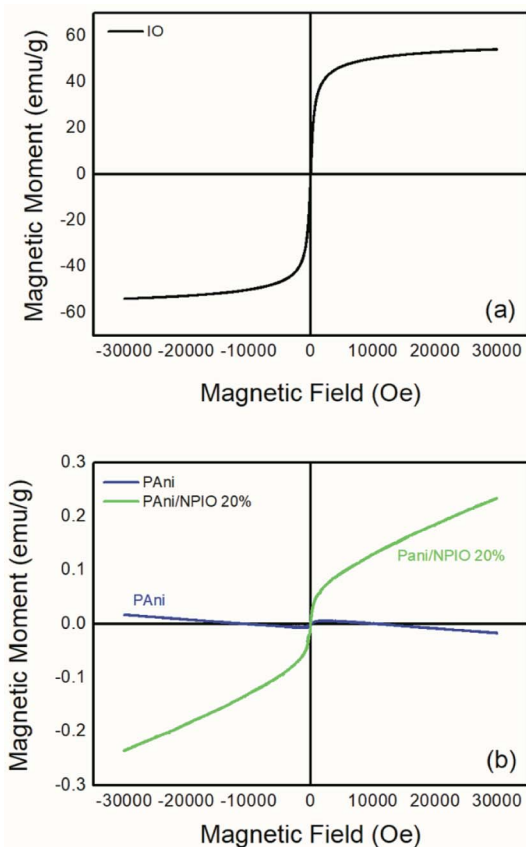 IO
Magnetic Moment (emu/g)
60
40
20
0
-20
-40
-60
(a)
-30000 -20000 -10000 0 10000 20000 30000
Magnetic Field (Oe)
PAni
PAni/NPIO 20%
Magnetic Moment (emu/g)
0.3
0.2
0.1
0.0
-0.1
-0.2
-0.3
Pani/NPIO 20%
PAni
(b)
-30000 -20000 -10000 0 10000 20000 30000
Magnetic Field (Oe)